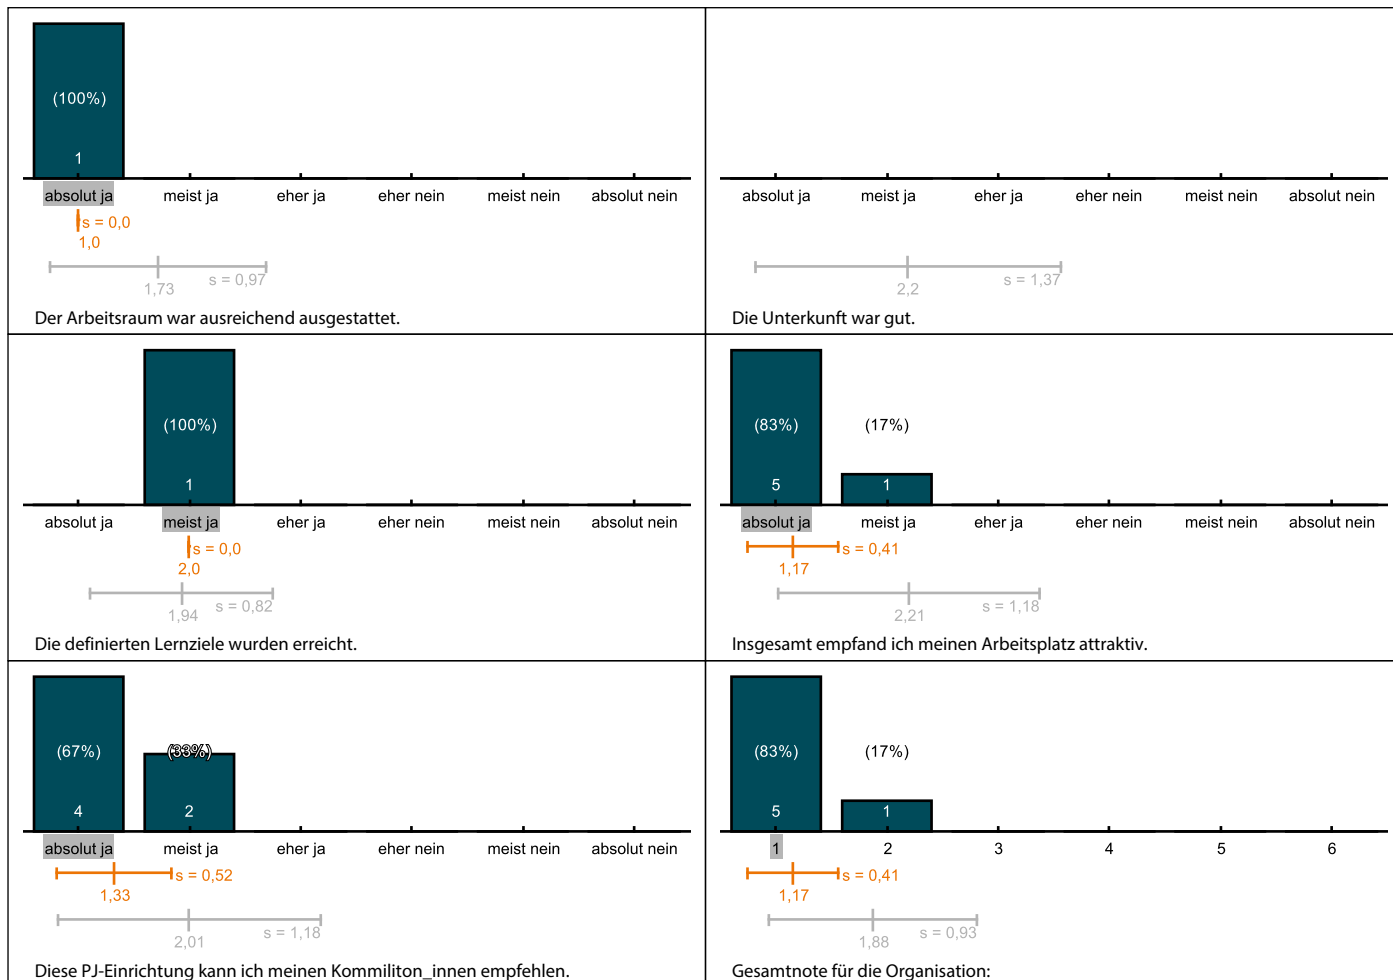 (100%)
1
absolut ja meist ja eher ja eher nein meist nein absolut nein
s = 0,0
1,0
s = 0,97
1,73
Der Arbeitsraum war ausreichend ausgestattet.
absolut ja meist ja eher ja eher nein meist nein absolut nein
s = 1,37
2,2
Die Unterkunft war gut.
(100%)
1
absolut ja meist ja eher ja eher nein meist nein absolut nein
s = 0,0
2,0
s = 0,82
1,94
Die definierten Lernziele wurden erreicht.
(83%) (17%)
5 1
absolut ja meist ja eher ja eher nein meist nein absolut nein
s = 0,41
1,17
s = 1,18
2,21
Insgesamt empfand ich meinen Arbeitsplatz attraktiv.
(67%) (33%)
4 2
absolut ja meist ja eher ja eher nein meist nein absolut nein
s = 0,52
1,33
s = 1,18
2,01
Diese PJ-Einrichtung kann ich meinen Kommiliton_innen empfehlen.
(83%) (17%)
5 1
1 2 3 4 5 6
s = 0,41
1,17
s = 0,93
1,88
Gesamtnote für die Organisation: